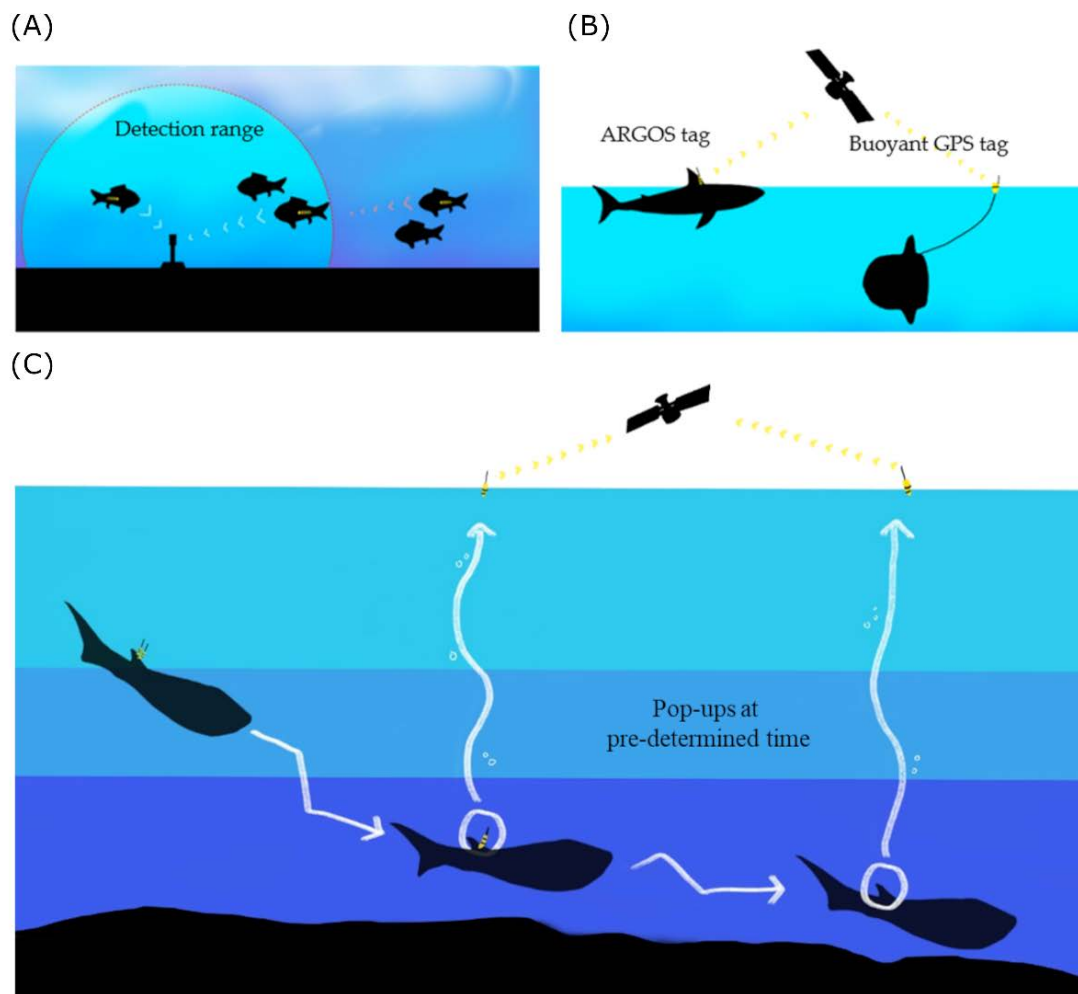 (A)
Detection range
(B)
ARGOS tag
Buoyant GPS tag
(C)
Pop-ups at
pre-determined time